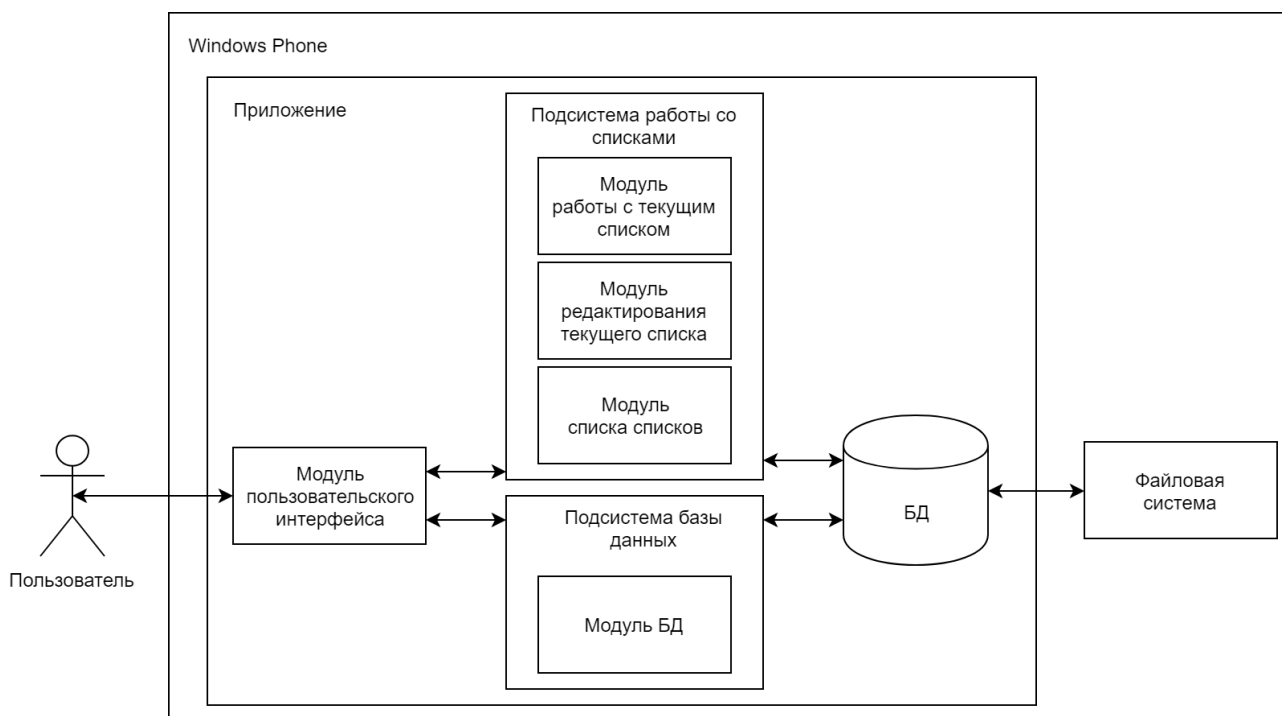 Windows Phone
Приложение
Подсистема работы со
списками
Модуль
работы с текущим
списком
Модуль
редактирования
текущего списка
Модуль
списка списков
Модуль
пользовательского
интерфейса
Подсистема базы
данных
Модуль БД
БД
Файловая
система
Пользователь